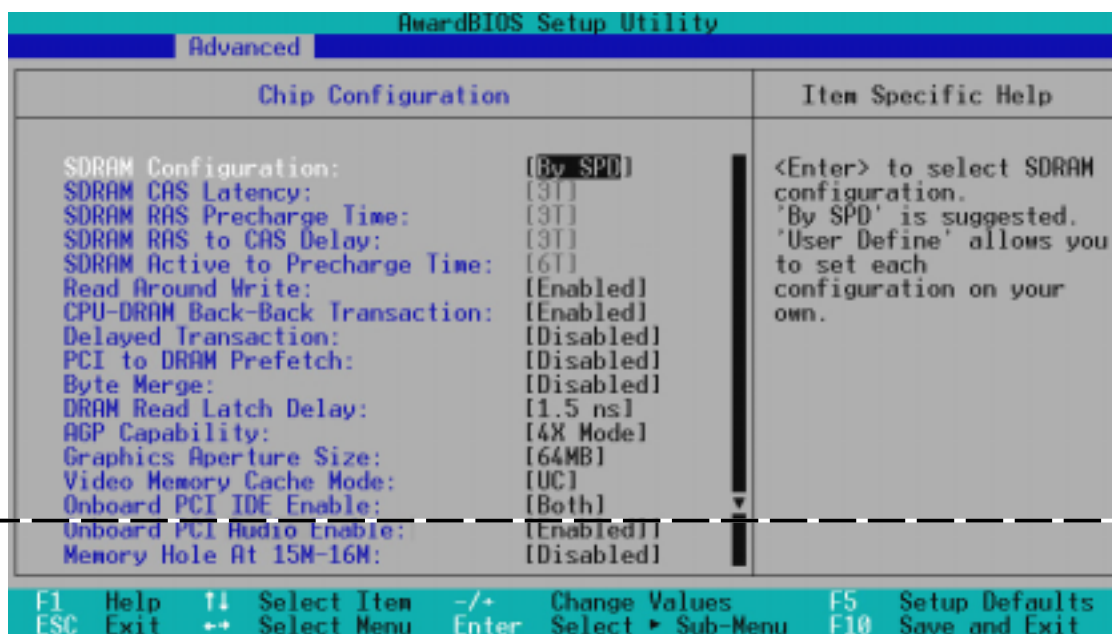 AwardBIOS Setup Utility
Advanced
Chip Configuration
SDRAM Configuration: [By SPD]
SDRAM CAS Latency: [3T]
SDRAM RAS Precharge Time: [3T]
SDRAM RAS to CAS Delay: [3T]
SDRAM Active to Precharge Time: [6T]
Read Around Write: [Enabled]
CPU-DRAM Back-Back Transaction: [Enabled]
Delayed Transaction: [Disabled]
PCI to DRAM Prefetch: [Disabled]
Byte Merge: [Disabled]
DRAM Read Latch Delay: [1.5 ns]
AGP Capability: [4X Mode]
Graphics Aperture Size: [64MB]
Video Memory Cache Mode: [UC]
Onboard PCI IDE Enable: [Both]
Onboard PCI Audio Enable: [Enabled]]
Memory Hole At 15M-16M: [Disabled]
Item Specific Help
<Enter> to select SDRAM
configuration.
'By SPD' is suggested.
'User Define' allows you
to set each
configuration on your
own.
F1 Help ↑↓ Select Item -/+ Change Values F5 Setup Defaults
ESC Exit ←→ Select Menu Enter Select ► Sub-Menu F10 Save and Exit